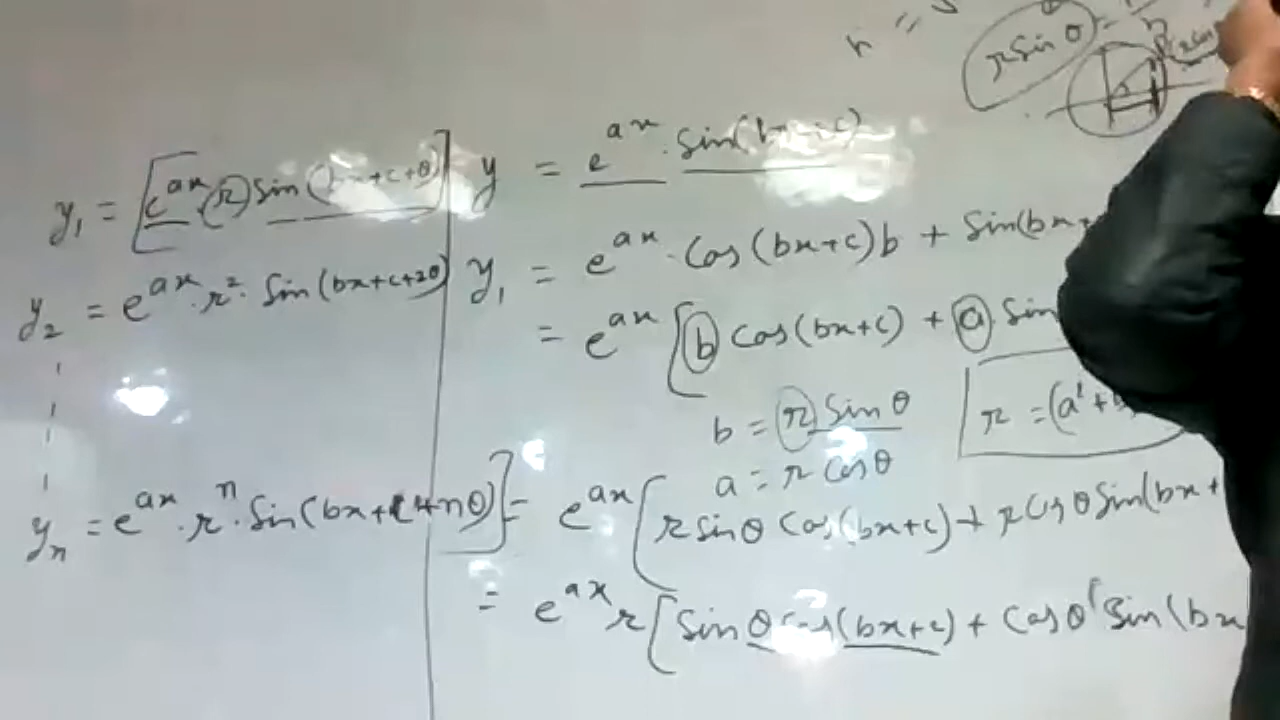 r sin θ =
y₁ = [e^{ax} (r) sin (bx+c+θ)]
y₂ = e^{ax}. r². sin (bx+c+2θ)
yₙ = e^{ax}. rⁿ. sin (bx+c+nθ)]
y = e^{ax}. sin(bx+c)
y₁ = e^{ax}. cos (bx+c) b + sin(bx+
= e^{ax} [b cos (bx+c) + a. sin
b = r sin θ
r = (a² +
a = r cos θ
= e^{ax} [r sin θ cos (bx+c) + r cos θ sin (bx+
= e^{ax} r [sin θ cos (bx+c) + cos θ sin (bx